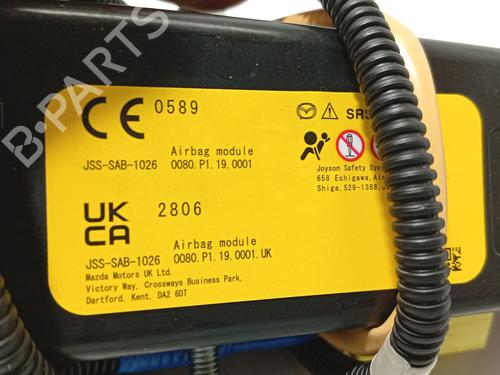 B-PARTS
CE 0589
SRS
Airbag module
JSS-SAB-1026 0080.P1.19.0001
Joyson Safety
658 Echigawa,
Shiga,529-1388,
UK
CA
2806
Airbag module
JSS-SAB-1026 0080.P1.19.0001.UK
Mazda Motors UK Ltd.
Victory Way, Crossways Business Park,
Dartford, Kent, DA2 6DT